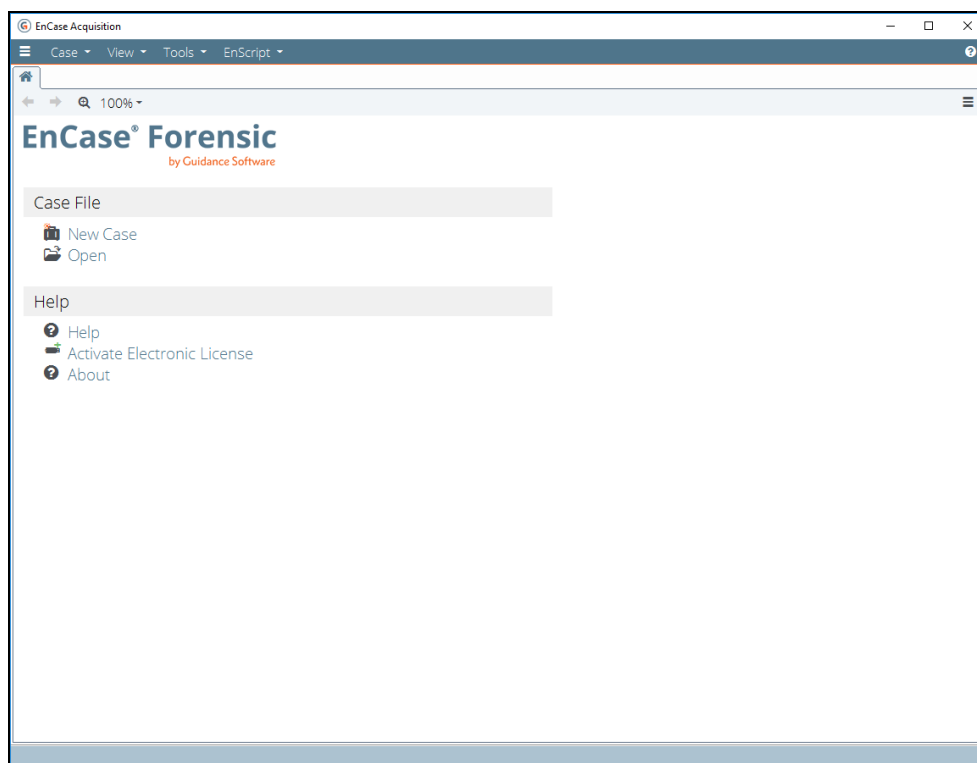 EnCase Acquisition
Case View Tools EnScript
100%
EnCase® Forensic
by Guidance Software
Case File
New Case
Open
Help
Help
Activate Electronic License
About